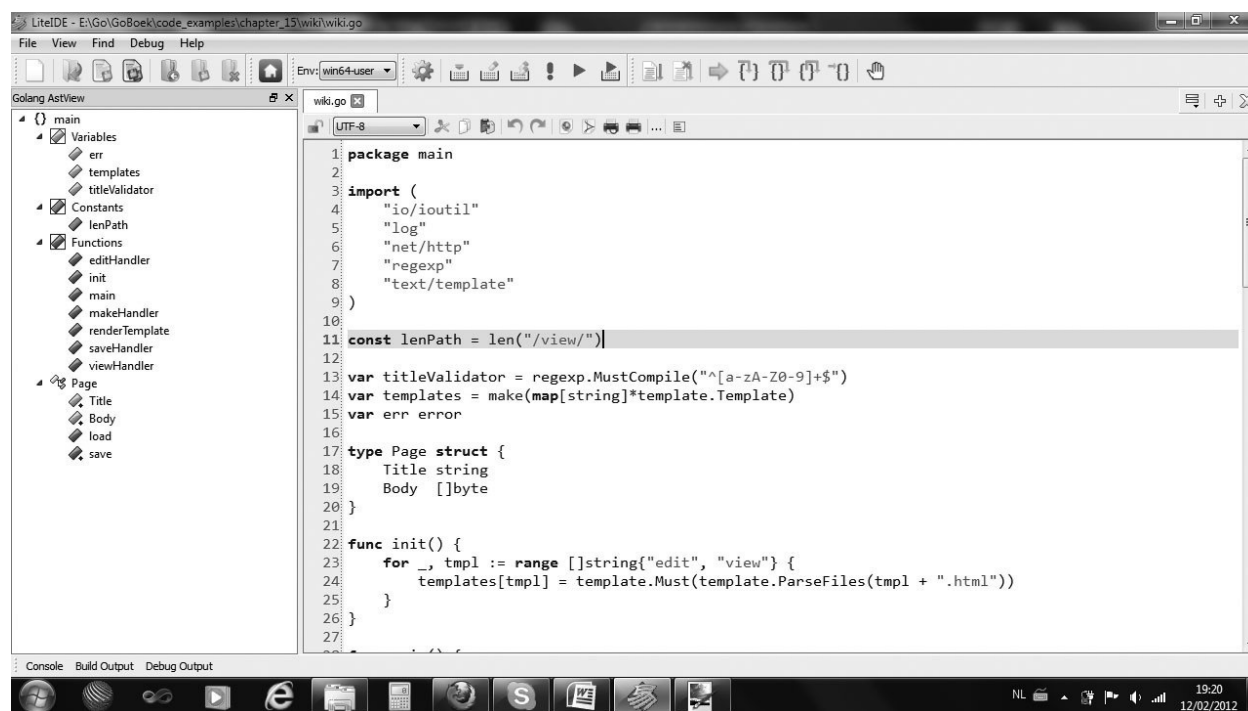 LiteIDE - E:\Go\GoBoek\code_examples\chapter_15\wiki\wiki.go
File View Find Debug Help
Env: win64-user
Golang AstView
wiki.go
UTF-8
{} main
Variables
err
templates
titleValidator
Constants
lenPath
Functions
editHandler
init
main
makeHandler
renderTemplate
saveHandler
viewHandler
Page
Title
Body
load
save
1 package main
2
3 import (
4 "io/ioutil"
5 "log"
6 "net/http"
7 "regexp"
8 "text/template"
9 )
10
11 const lenPath = len("/view/")
12
13 var titleValidator = regexp.MustCompile("^[a-zA-Z0-9]+$")
14 var templates = make(map[string]*template.Template)
15 var err error
16
17 type Page struct {
18 Title string
19 Body []byte
20 }
21
22 func init() {
23 for _, tmpl := range []string{"edit", "view"} {
24 templates[tmpl] = template.Must(template.ParseFiles(tmpl + ".html"))
25 }
26 }
27
Console Build Output Debug Output
NL 19:20
12/02/2012